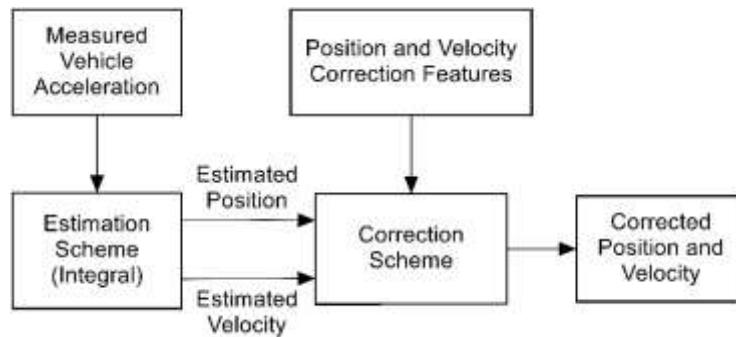 Measured
Vehicle
Acceleration
Position and Velocity
Correction Features
Estimated
Position
Estimation
Scheme
(Integral)
Correction
Scheme
Corrected
Position and
Velocity
Estimated
Velocity